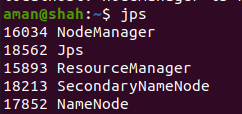 aman@shah:~$ jps
16034 NodeManager
18562 Jps
15893 ResourceManager
18213 SecondaryNameNode
17852 NameNode